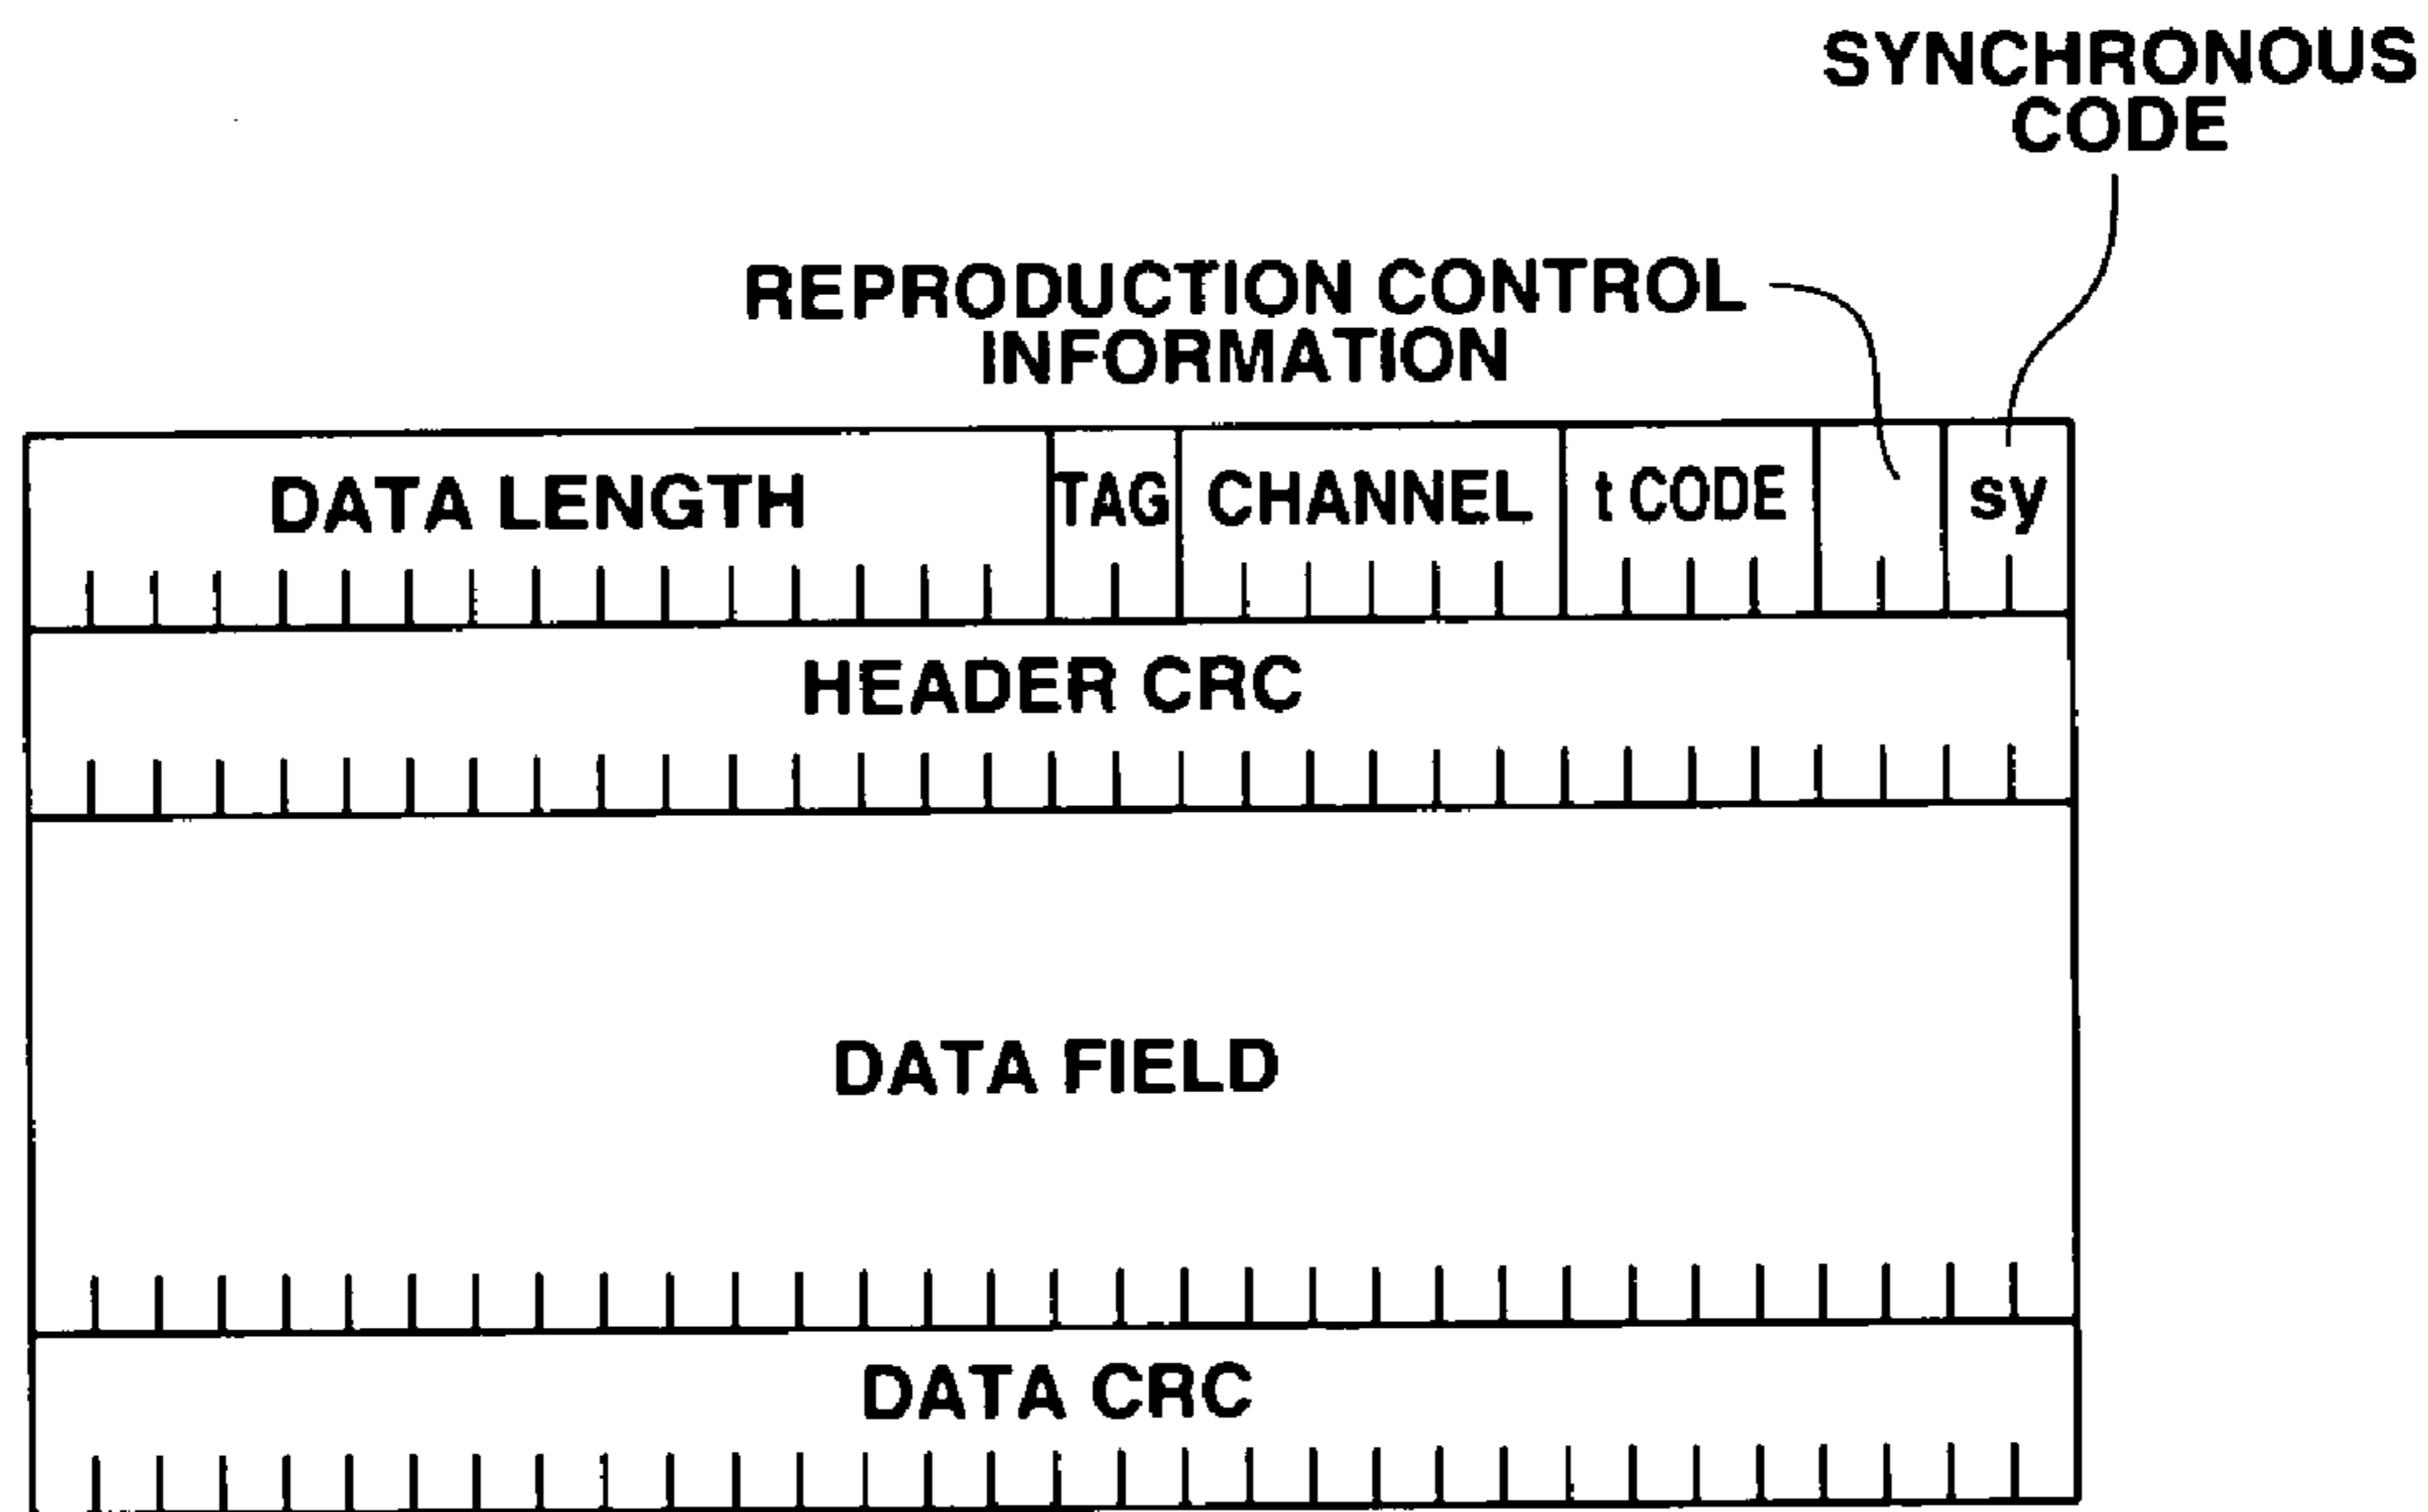 SYNCHRONOUS
CODE
REPRODUCTION CONTROL
INFORMATION
DATA LENGTH TAG CHANNEL t CODE sy
HEADER CRC
DATA FIELD
DATA CRC